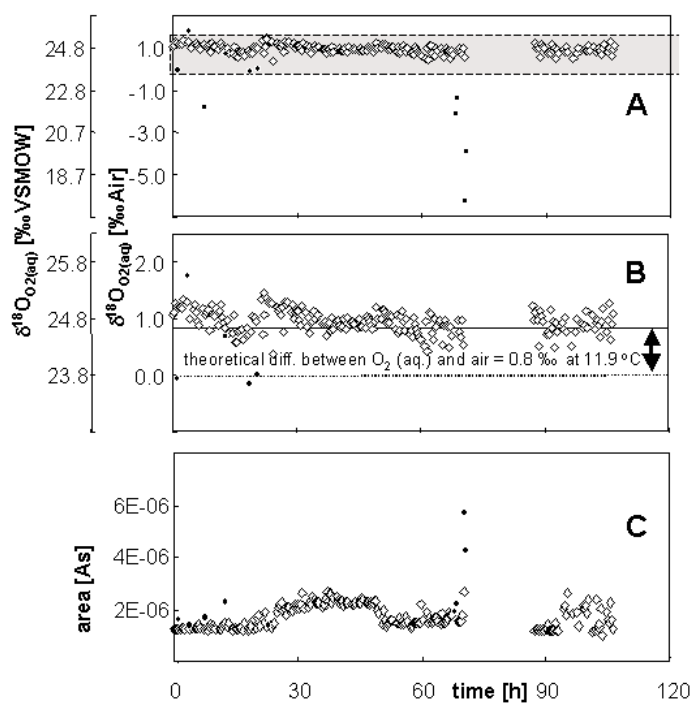 A
24.8
22.8
20.7
18.7
1.0
-1.0
-3.0
-5.0
δ¹⁸O_O2(aq) [‰ VSMOW]
δ¹⁸O_O2(aq) [‰ Air]
B
25.8
24.8
23.8
2.0
1.0
0.0
theoretical diff. between O₂ (aq.) and air = 0.8 ‰ at 11.9 °C
C
6E-06
4E-06
2E-06
area [As]
0 30 60 time [h] 90 120